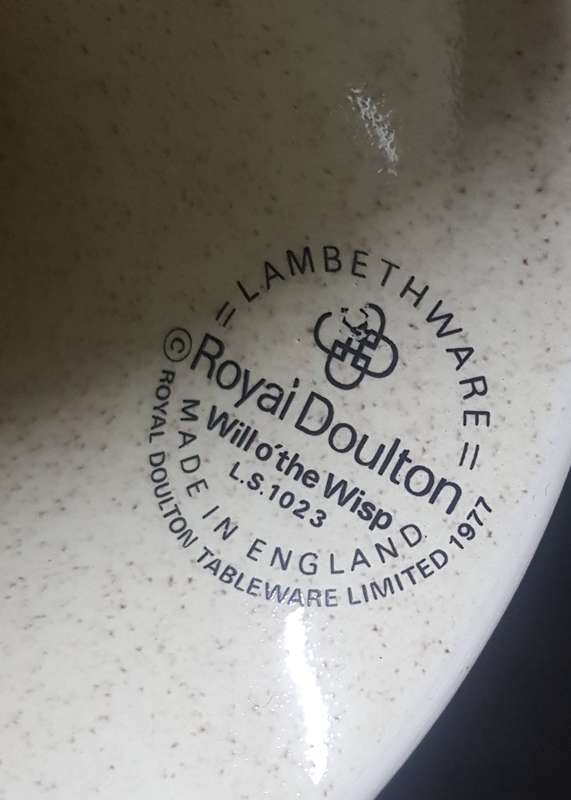 = LAMBETHWARE =
Royal Doulton
Will o'the Wisp
L.S.1023
MADE IN ENGLAND
© ROYAL DOULTON TABLEWARE LIMITED 1977